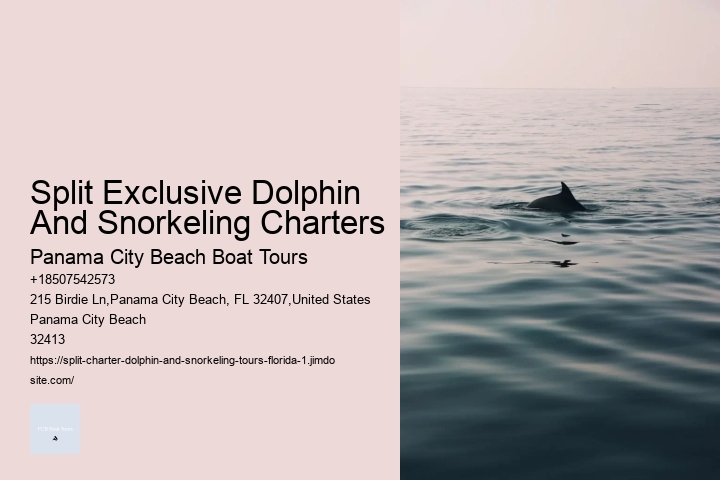 Split Exclusive Dolphin
And Snorkeling Charters
Panama City Beach Boat Tours
+18507542573
215 Birdie Ln,Panama City Beach, FL 32407,United States
Panama City Beach
32413
https://split-charter-dolphin-and-snorkeling-tours-florida-1.jimdo
site.com/